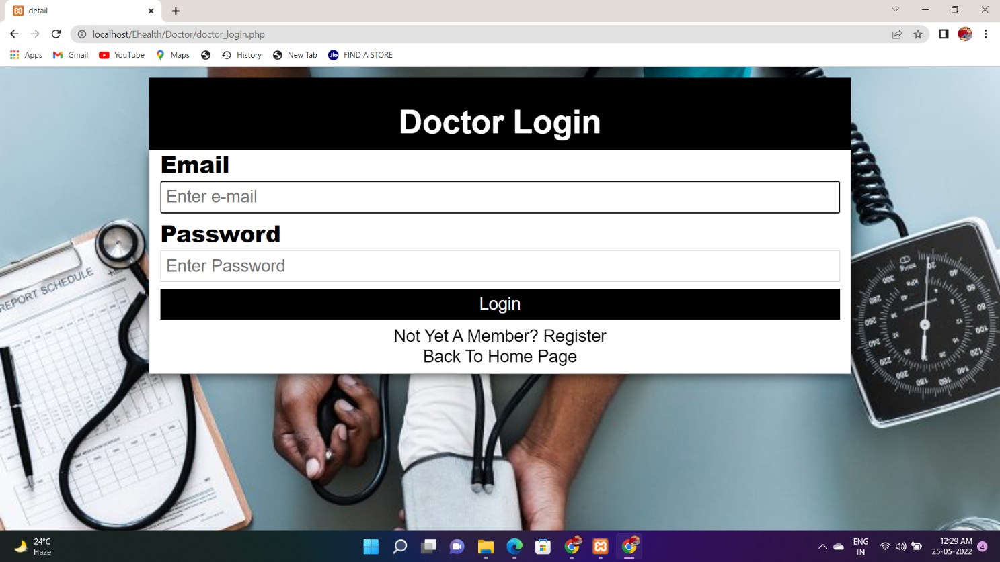 detail
localhost/Ehealth/Doctor/doctor_login.php
Apps
Gmail
YouTube
Maps
History
New Tab
Jio
FIND A STORE
Doctor Login
Email
Enter e-mail
Password
Enter Password
Login
Not Yet A Member? Register
Back To Home Page
REPORT SCHEDULE
24°C
Haze
ENG
IN
12:29 AM
25-05-2022
4